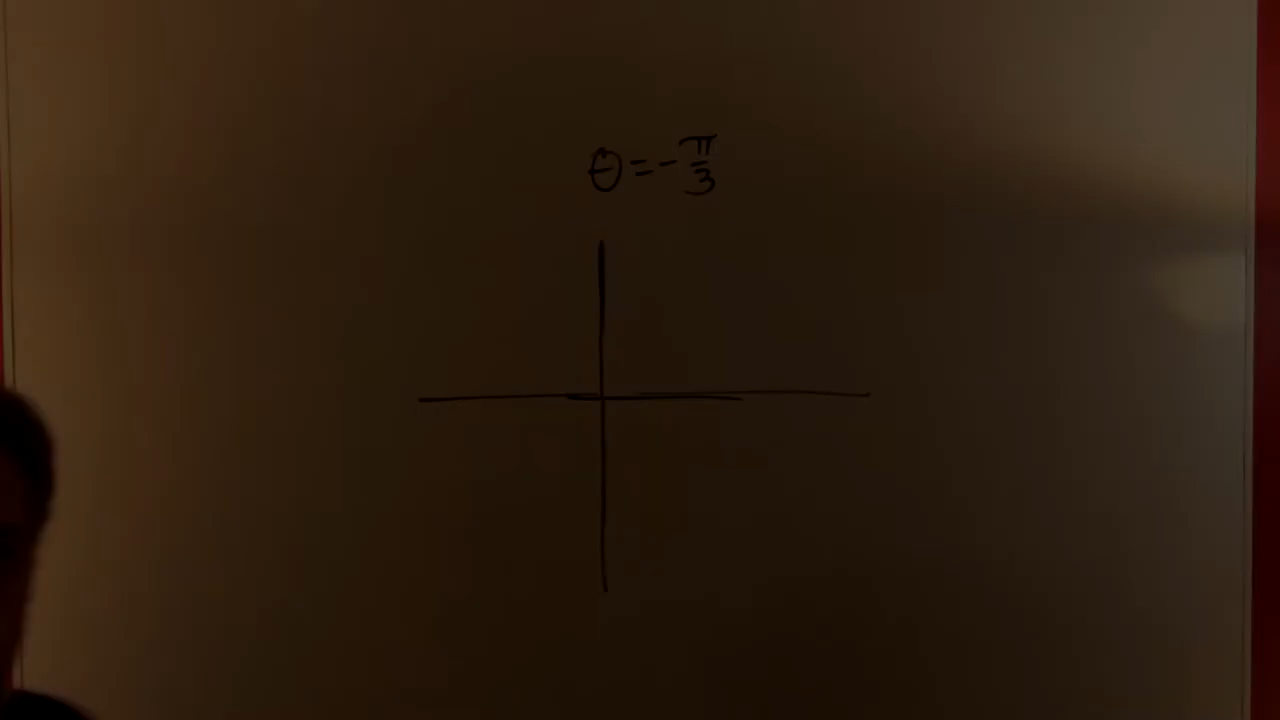 θ = -π/3